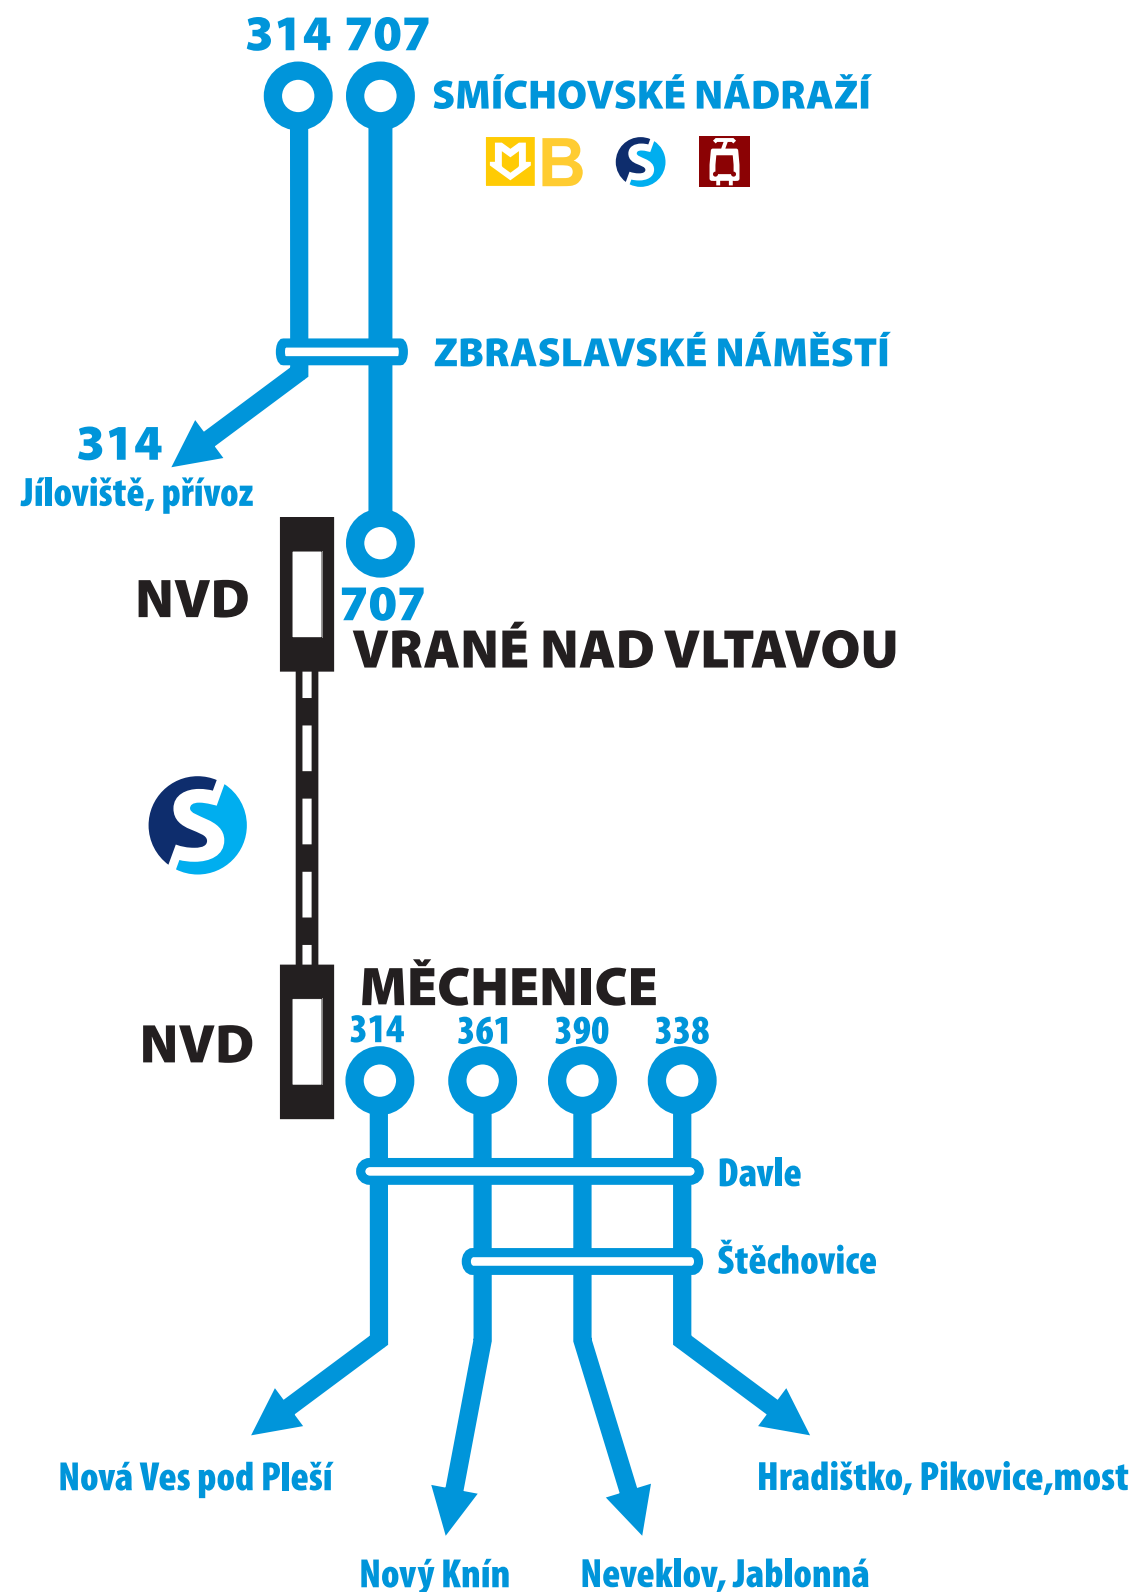 314 707
SMÍCHOVSKÉ NÁDRAŽÍ
B S
ZBRASLAVSKÉ NÁMĚSTÍ
314
Jíloviště, přívoz
NVD
707
VRANÉ NAD VLTAVOU
S
MĚCHENICE
314 361 390 338
NVD
Davle
Štěchovice
Nová Ves pod Pleší
Hradištko, Pikovice,most
Nový Knín
Neveklov, Jablonná